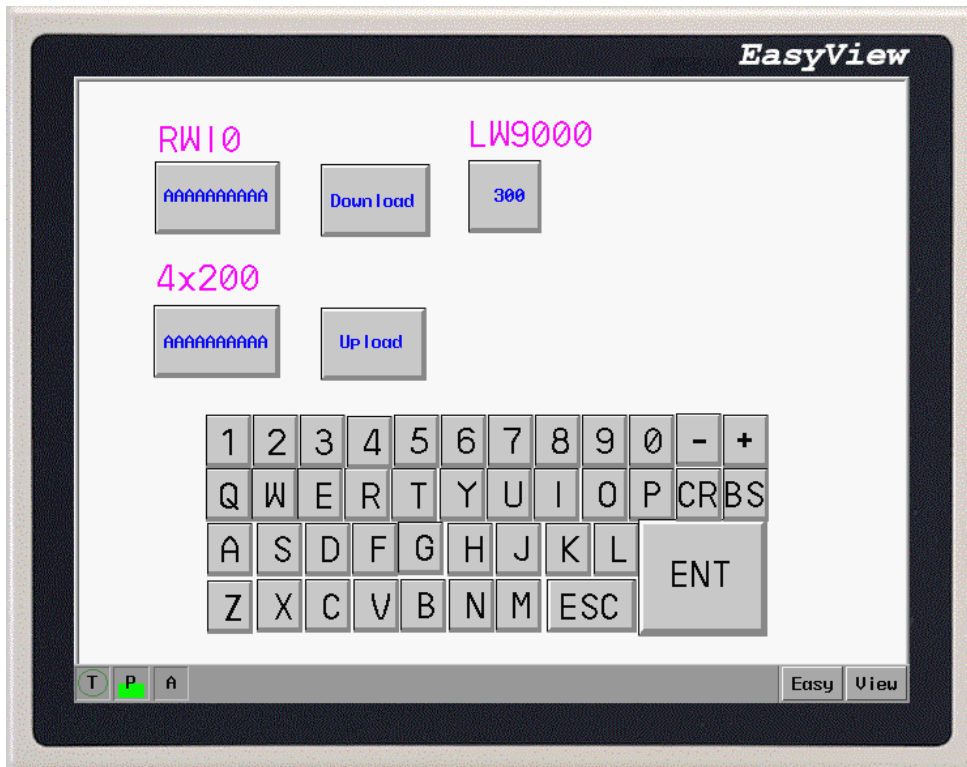 EasyView
RWI0 LW9000
AAAAAAAAAA Download 300
4x200
AAAAAAAAAA Upload
1 2 3 4 5 6 7 8 9 0 - +
Q W E R T Y U I O P CR BS
A S D F G H J K L ENT
Z X C V B N M ESC
T P A Easy View